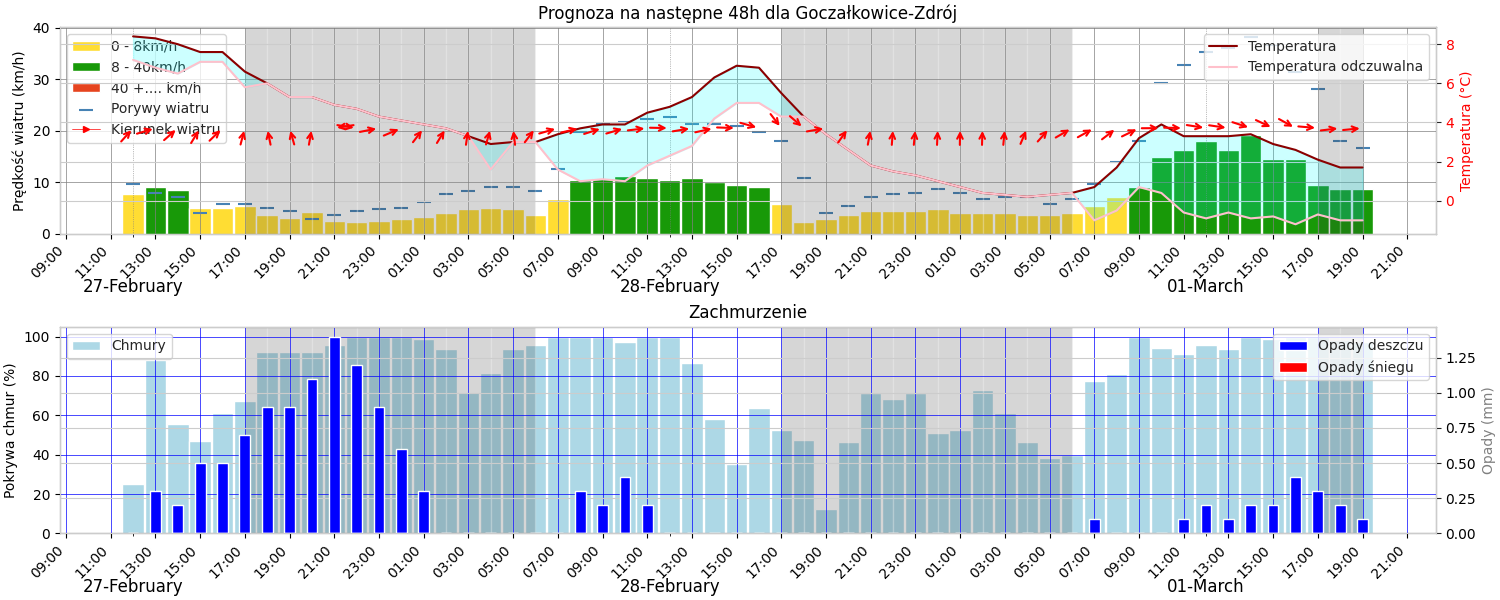 Prognoza na następne 48h dla Goczałkowice-Zdrój
Prędkość wiatru (km/h)
40
30
20
10
0
0 - 8km/h
8 - 40km/h
40 +.... km/h
Porywy wiatru
Kierunek wiatru
Temperatura
Temperatura odczuwalna
8
6
4
2
0
Temperatura (°C)
09:00 11:00 13:00 15:00 17:00 19:00 21:00 23:00 01:00 03:00 05:00 07:00 09:00 11:00 13:00 15:00 17:00 19:00 21:00 23:00 01:00 03:00 05:00 07:00 09:00 11:00 13:00 15:00 17:00 19:00 21:00
27-February 28-February 01-March
Zachmurzenie
Pokrywa chmur (%)
100
80
60
40
20
0
Chmury
Opady deszczu
Opady śniegu
1.25
1.00
0.75
0.50
0.25
0.00
Opady (mm)
09:00 11:00 13:00 15:00 17:00 19:00 21:00 23:00 01:00 03:00 05:00 07:00 09:00 11:00 13:00 15:00 17:00 19:00 21:00 23:00 01:00 03:00 05:00 07:00 09:00 11:00 13:00 15:00 17:00 19:00 21:00
27-February 28-February 01-March